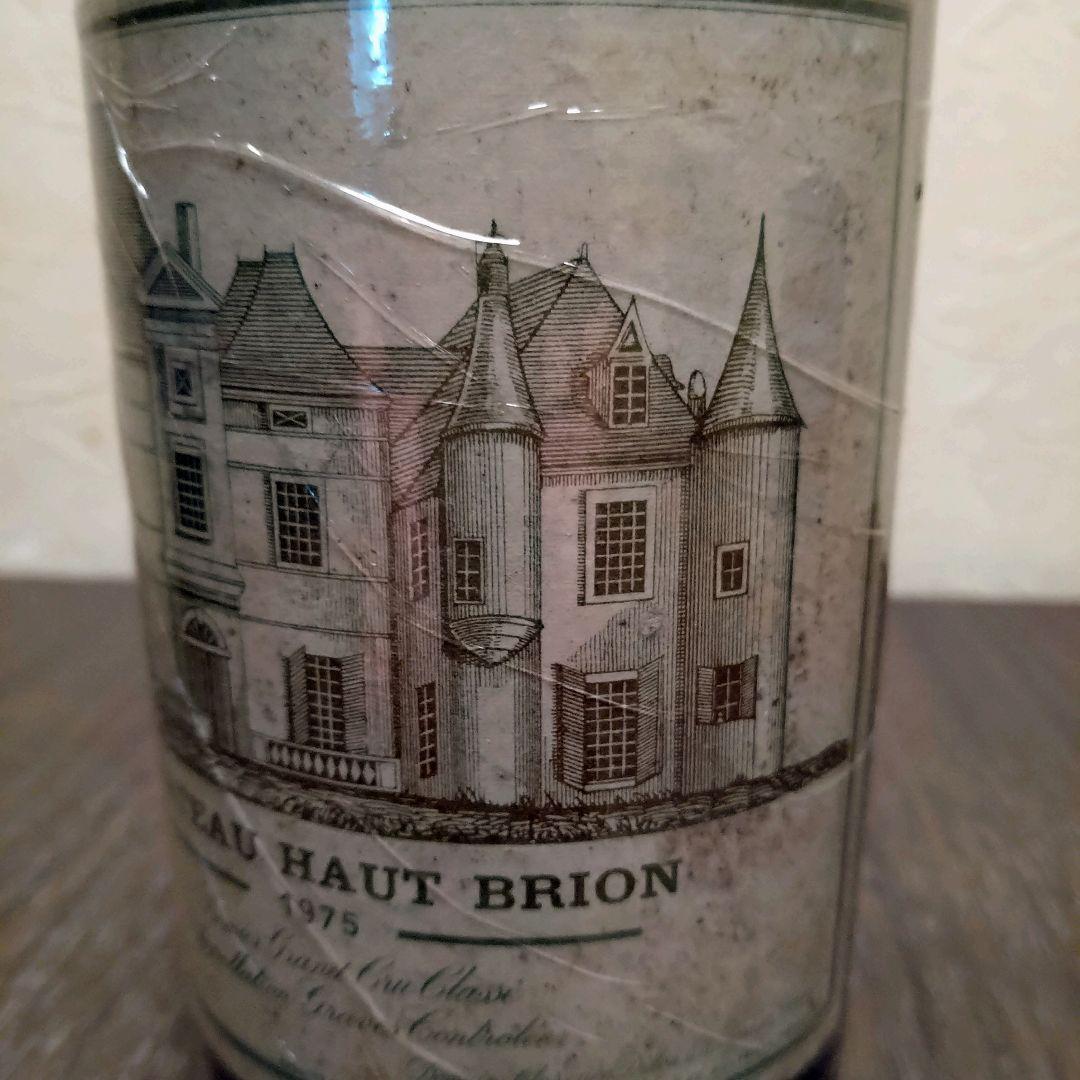 EAU HAUT BRION
1975
Grand Cru Classé
Graves Contrôlée